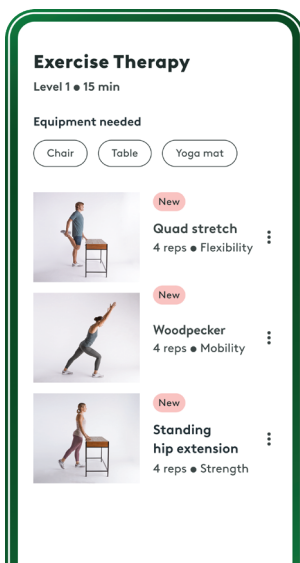 Exercise Therapy
Level 1 ● 15 min
Equipment needed
Chair
Table
Yoga mat
New
Quad stretch
4 reps ● Flexibility
New
Woodpecker
4 reps ● Mobility
New
Standing
hip extension
4 reps ● Strength